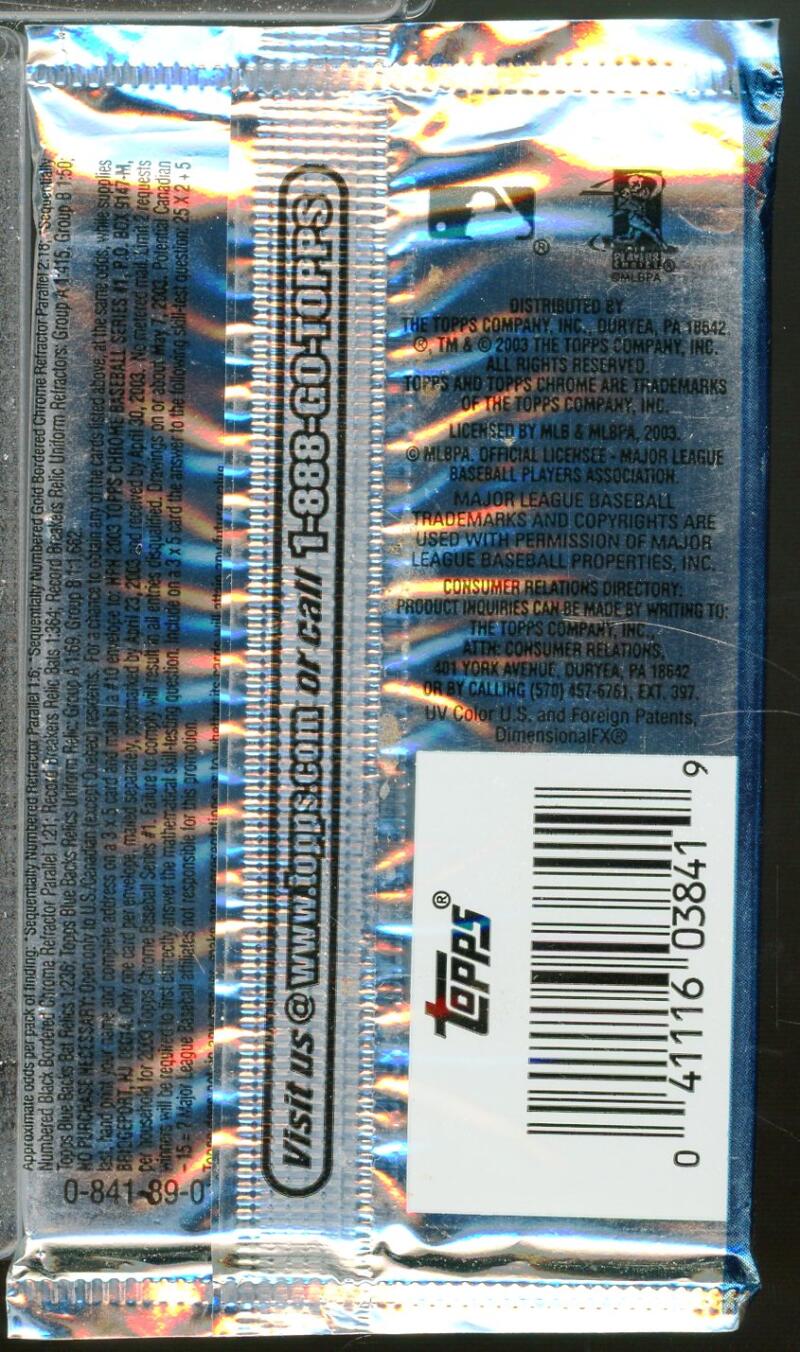 Approximate odds per pack of finding: *Sequentially Numbered Refractor Parallel 1:6; *Sequentially Numbered Gold Bordered Chrome Refractor Parallel 2:18; *Sequentially
Numbered Black Bordered Chrome Refractor Parallel 1:21; Record Breakers Relic Bats 1:364; Record Breakers Relic Uniform Refractors: Group A 1:415, Group B 1:50;
Topps Blue Backs Bat Relics 1:236; Topps Blue Backs Relics Uniform Relic: Group A 1:69, Group B 1:1,662.
NO PURCHASE NECESSARY: Open only to U.S./Canadian (except Quebec) residents. For a chance to obtain any of the cards listed above, at the same odds, while supplies
last, hand print your name and complete address on a 3 x 5 card and mail in a #10 envelope to: NPN 2003 TOPPS CHROME BASEBALL SERIES #1, P.O. BOX 9147-M,
BRIDGEPORT, NJ Only one card per envelope, mailed separately, postmarked by April 23, 2003 and received by April 30, 2003. No metered mail. Limit 2 requests
per household for 2003 Topps Chrome Baseball Series #1. Failure to comply will result in all entries disqualified. Drawings on or about May 7, 2003. Potential Canadian
winners will be required to first correctly answer the mathematical skill-testing question. Include on a 3 x 5 card the answer to the following skill-test question: 25 X 2 + 5
- 15 = ? Major League Baseball affiliates not responsible for this promotion.
0-841-89-0
Visit us @ www.topps.com or call 1-888-GO-TOPPS
®
PLAYERS
CHOICE®
©MLBPA
DISTRIBUTED BY
THE TOPPS COMPANY, INC., DURYEA, PA 18642.
®, TM & © 2003 THE TOPPS COMPANY, INC.
ALL RIGHTS RESERVED.
TOPPS AND TOPPS CHROME ARE TRADEMARKS
OF THE TOPPS COMPANY, INC.
LICENSED BY MLB & MLBPA, 2003.
© MLBPA. OFFICIAL LICENSEE - MAJOR LEAGUE
BASEBALL PLAYERS ASSOCIATION.
MAJOR LEAGUE BASEBALL
TRADEMARKS AND COPYRIGHTS ARE
USED WITH PERMISSION OF MAJOR
LEAGUE BASEBALL PROPERTIES, INC.
CONSUMER RELATIONS DIRECTORY:
PRODUCT INQUIRIES CAN BE MADE BY WRITING TO:
THE TOPPS COMPANY, INC.,
ATTN: CONSUMER RELATIONS,
401 YORK AVENUE, DURYEA, PA 18642
OR BY CALLING (570) 457-6761, EXT. 397.
UV Color U.S. and Foreign Patents,
DimensionalFX®
Topps®
0 41116 03841 9